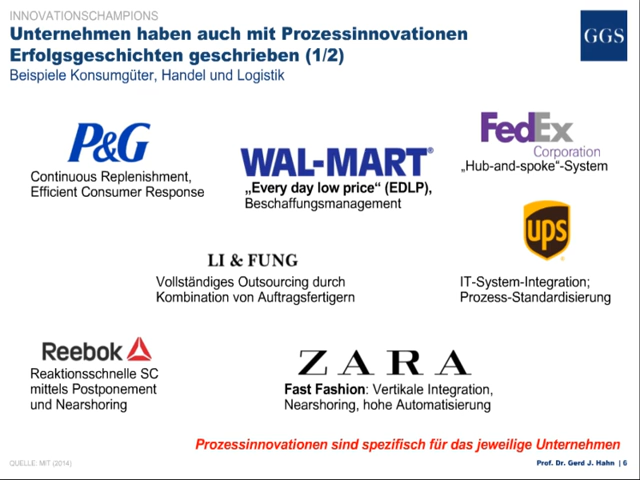 INNOVATIONSCHAMPIONS
Unternehmen haben auch mit Prozessinnovationen
Erfolgsgeschichten geschrieben (1/2)
Beispiele Konsumgüter, Handel und Logistik
GGS
P&G
Continuous Replenishment,
Efficient Consumer Response
WAL-MART®
„Every day low price“ (EDLP),
Beschaffungsmanagement
FedEx
Corporation
„Hub-and-spoke“-System
ups
IT-System-Integration;
Prozess-Standardisierung
LI & FUNG
Vollständiges Outsourcing durch
Kombination von Auftragsfertigern
Reebok
Reaktionsschnelle SC
mittels Postponement
und Nearshoring
ZARA
Fast Fashion: Vertikale Integration,
Nearshoring, hohe Automatisierung
Prozessinnovationen sind spezifisch für das jeweilige Unternehmen
QUELLE: MIT (2014)
Prof. Dr. Gerd J. Hahn | 6